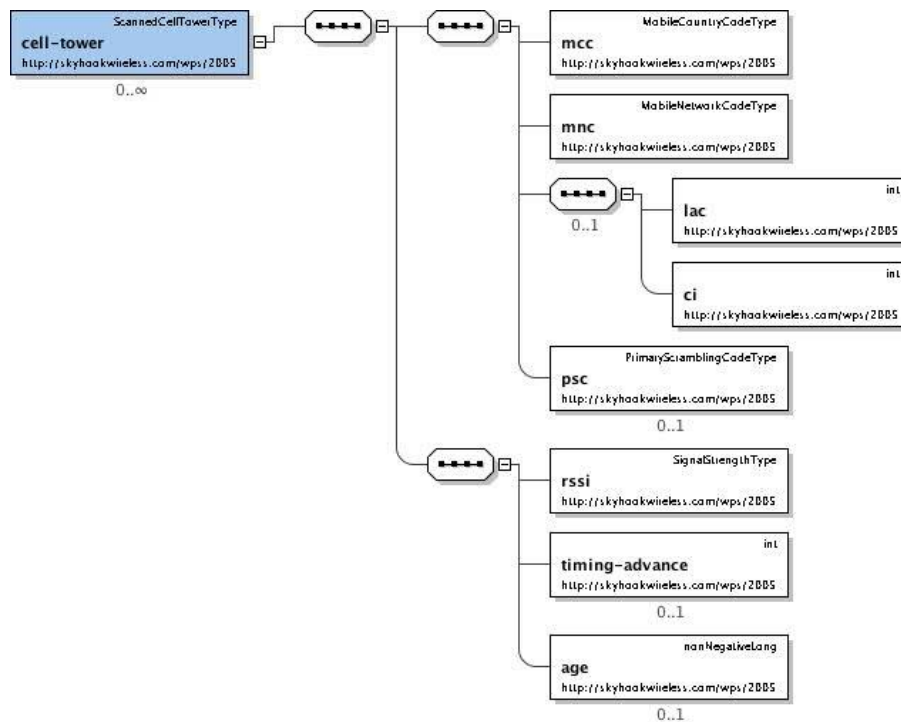 ScannedCellTowerType
cell-tower
http://skyhookwireless.com/wps/2005
0..∞
MobileCountryCodeType
mcc
http://skyhookwireless.com/wps/2005
MobileNetworkCodeType
mnc
http://skyhookwireless.com/wps/2005
0..1
int
lac
http://skyhookwireless.com/wps/2005
int
ci
http://skyhookwireless.com/wps/2005
PrimaryScramblingCodeType
psc
http://skyhookwireless.com/wps/2005
0..1
SignalStrengthType
rssi
http://skyhookwireless.com/wps/2005
int
timing-advance
http://skyhookwireless.com/wps/2005
0..1
nonNegativeLong
age
http://skyhookwireless.com/wps/2005
0..1